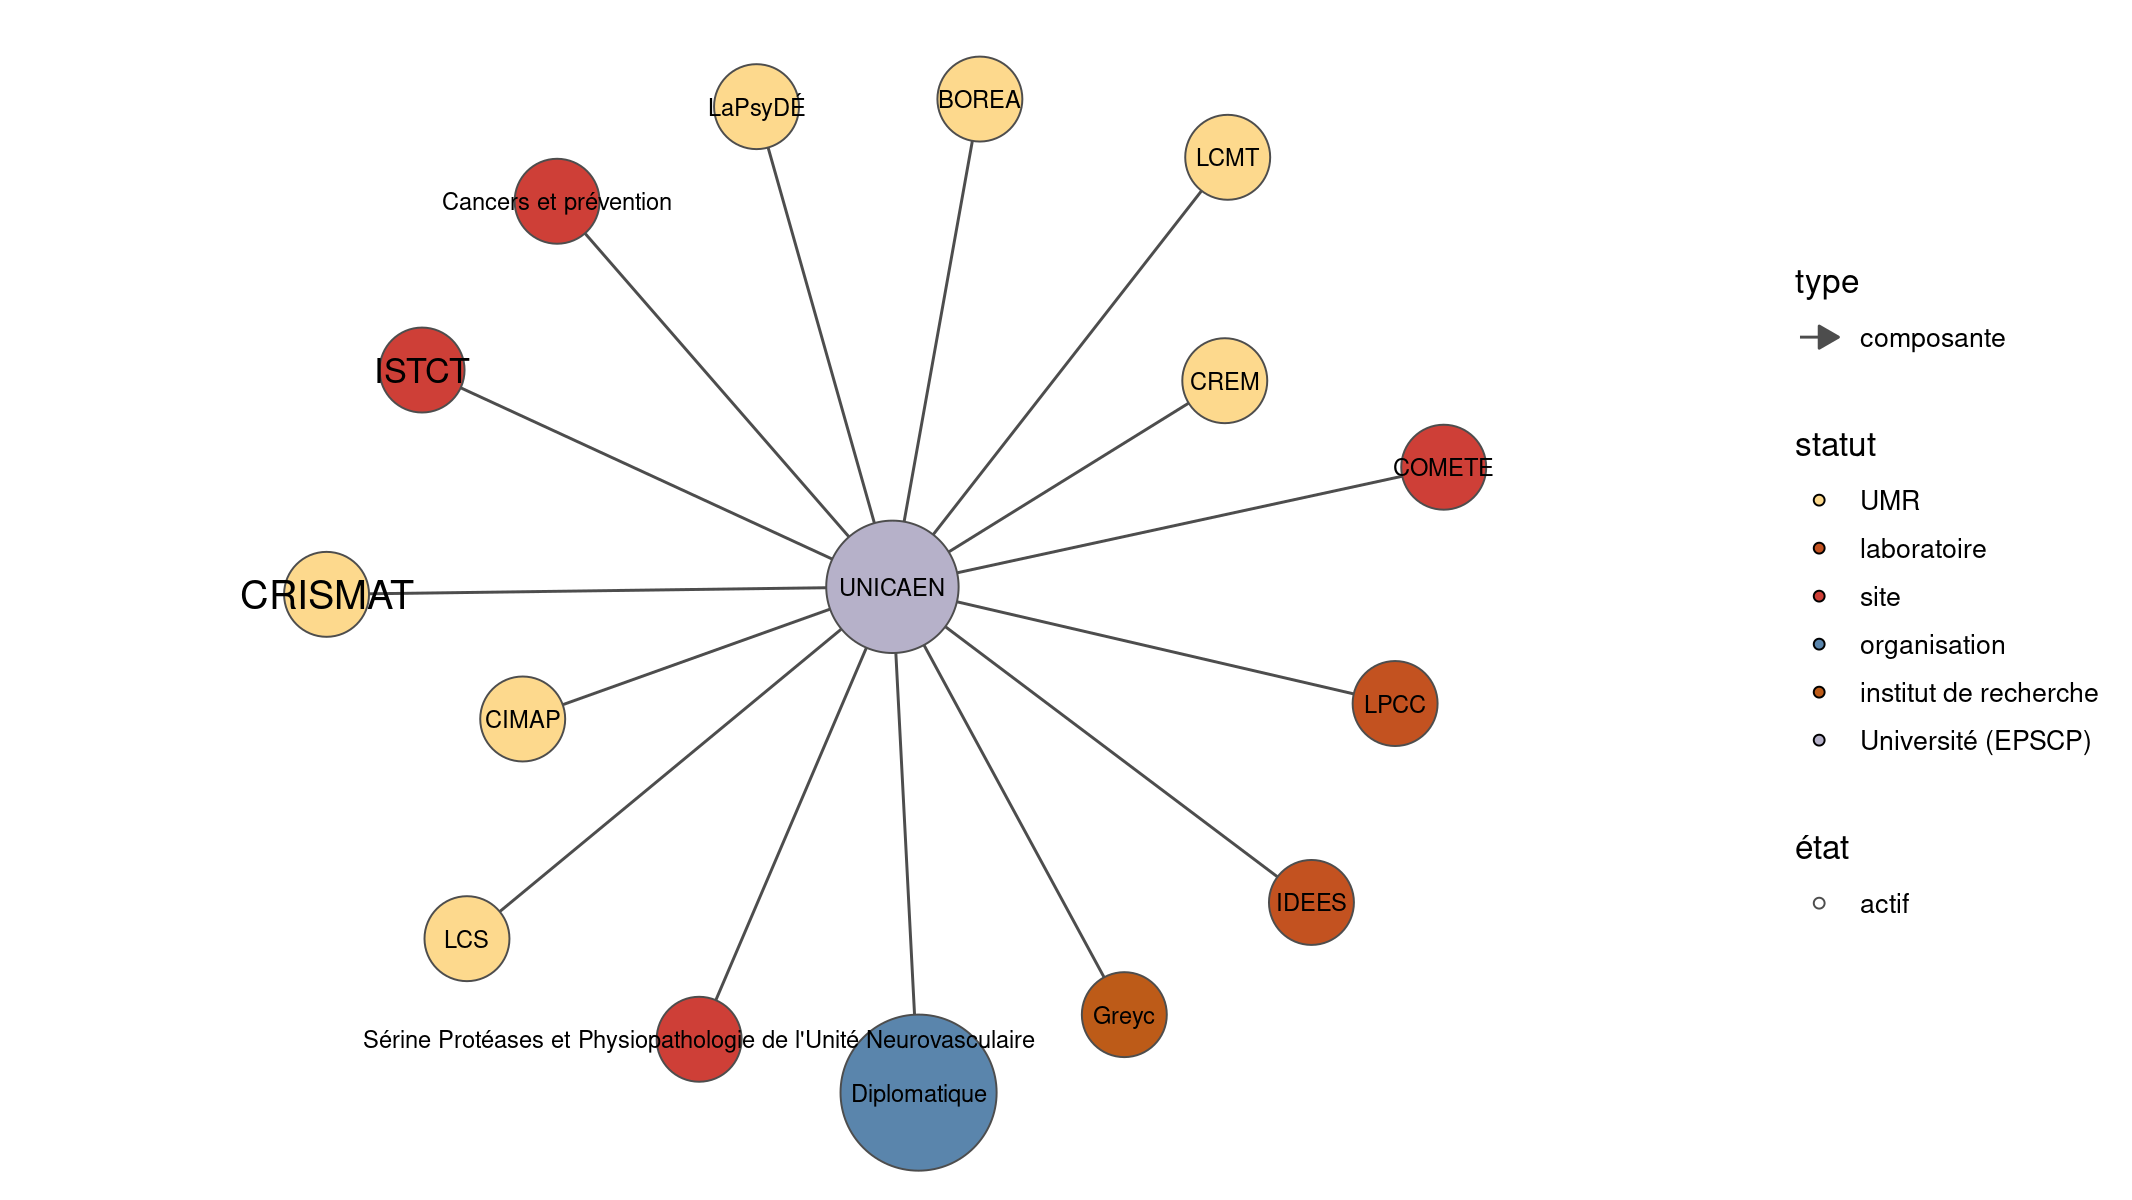 LaPsyDÉ
BOREA
LCMT
Cancers et prévention
ISTCT
CREM
COMETE
CRISMAT
UNICAEN
CIMAP
LPCC
IDEES
LCS
Greyc
Sérine Protéases et Physiopathologie de l'Unité Neurovasculaire
Diplomatique
type
composante
statut
UMR
laboratoire
site
organisation
institut de recherche
Université (EPSCP)
état
actif